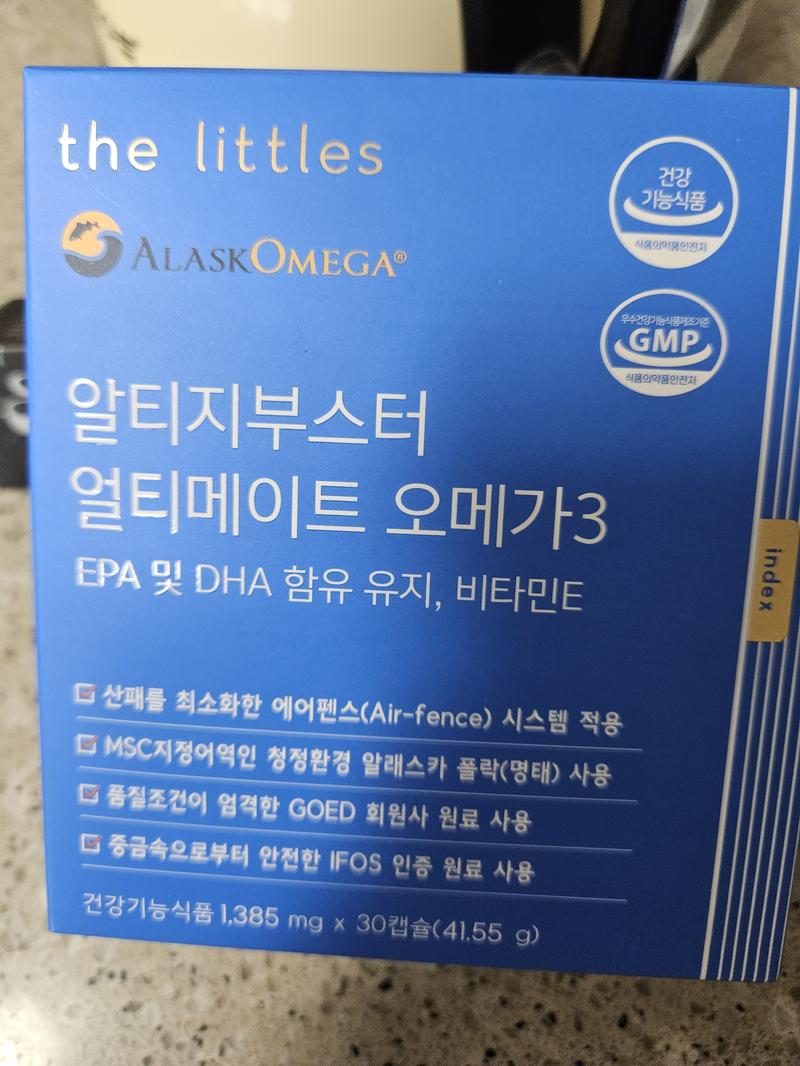 the littles
건강
기능식품
식품의약품안전처
ALASKOMEGA®
우수건강기능식품제조기준
GMP
식품의약품안전처
알티지부스터
얼티메이트 오메가3
EPA 및 DHA 함유 유지, 비타민E
index
산패를 최소화한 에어펜스(Air-fence) 시스템 적용
MSC지정어역인 청정환경 알래스카 폴락(명태) 사용
품질조건이 엄격한 GOED 회원사 원료 사용
중금속으로부터 안전한 IFOS 인증 원료 사용
건강기능식품 1,385 mg x 30캡슐(41.55 g)